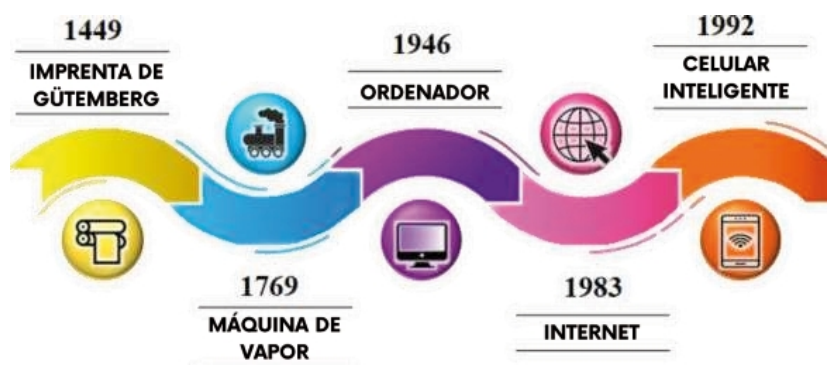 1449
IMPRENTA DE
GÜTEMBERG
1769
MÁQUINA DE
VAPOR
1946
ORDENADOR
1983
INTERNET
1992
CELULAR
INTELIGENTE